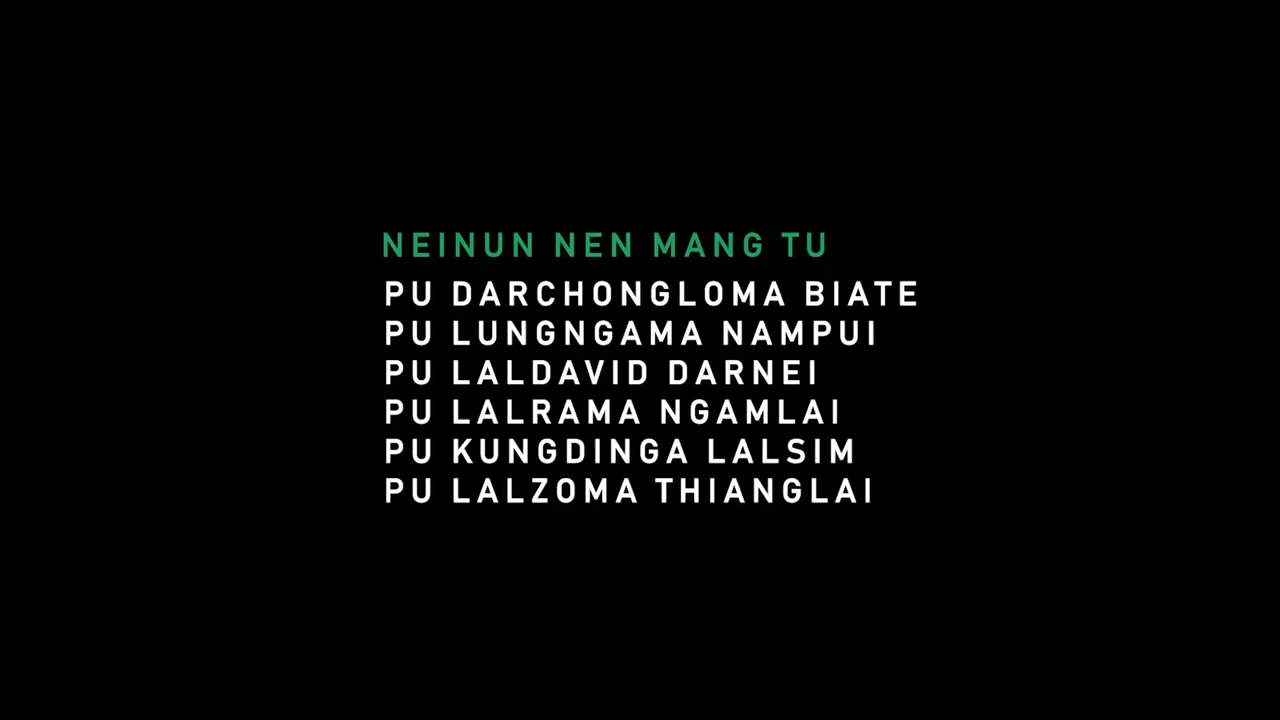 NEINUN NEN MANG TU
PU DARCHONGLOMA BIATE
PU LUNGNGAMA NAMPUI
PU LALDAVID DARNEI
PU LALRAMA NGAMLAI
PU KUNGDINGA LALSIM
PU LALZOMA THIANGLAI